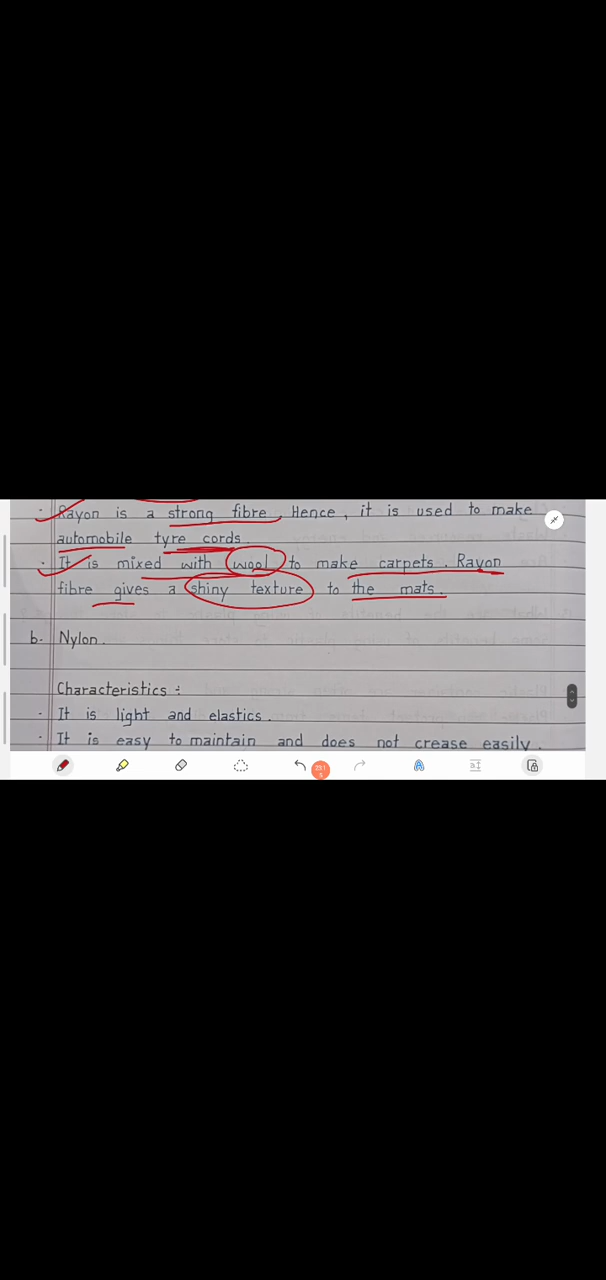 · Rayon is a strong fibre, Hence, it is used to make
automobile tyre cords.
· It is mixed with wool to make carpets. Rayon
fibre gives a shiny texture to the mats.
b. Nylon.
Characteristics :
· It is light and elastics.
· It is easy to maintain and does not crease easily.